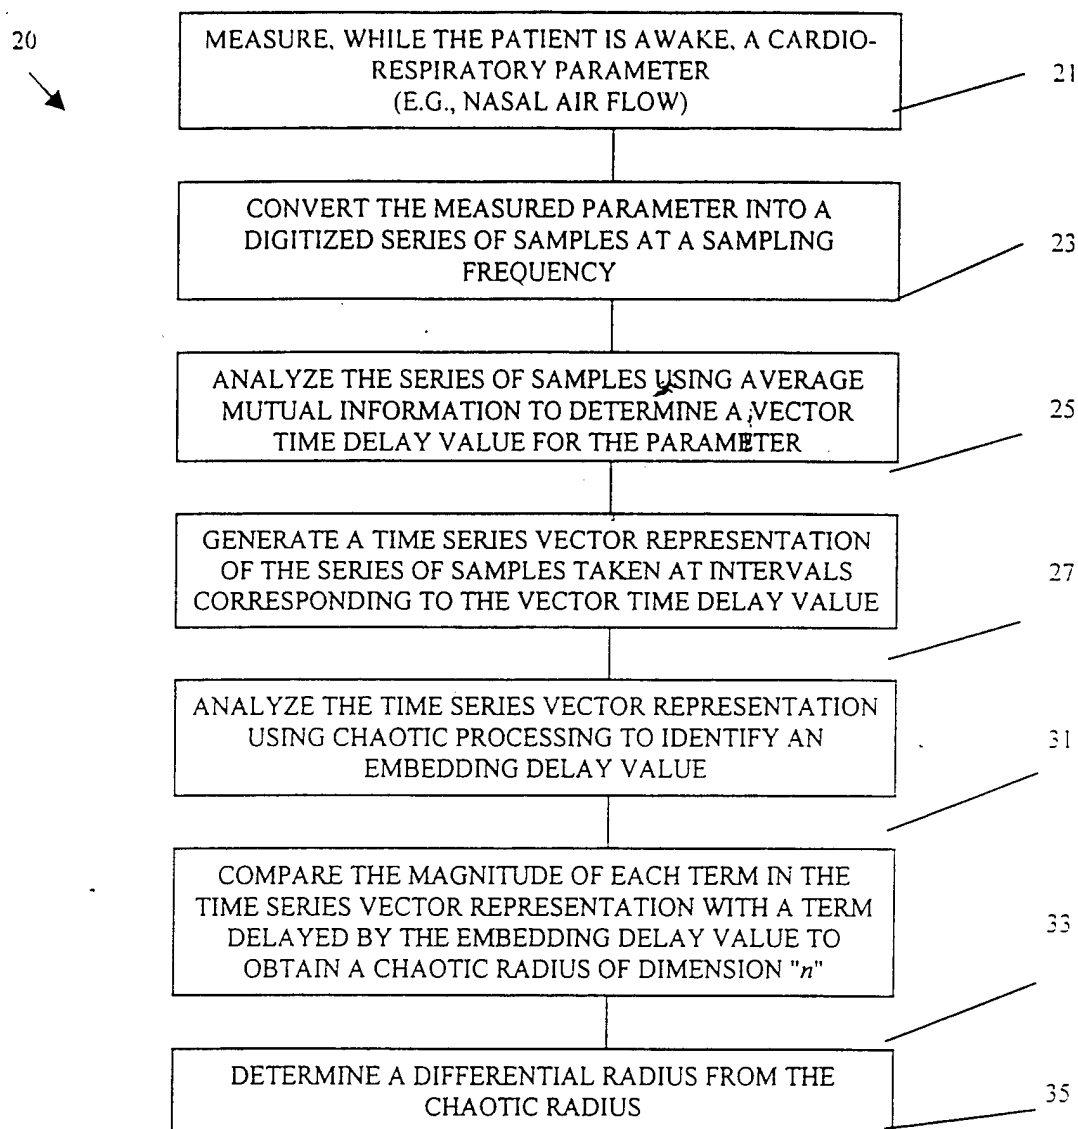 20
MEASURE, WHILE THE PATIENT IS AWAKE, A CARDIO-
RESPIRATORY PARAMETER
(E.G., NASAL AIR FLOW)
21
CONVERT THE MEASURED PARAMETER INTO A
DIGITIZED SERIES OF SAMPLES AT A SAMPLING
FREQUENCY
23
ANALYZE THE SERIES OF SAMPLES USING AVERAGE
MUTUAL INFORMATION TO DETERMINE A VECTOR
TIME DELAY VALUE FOR THE PARAMETER
25
GENERATE A TIME SERIES VECTOR REPRESENTATION
OF THE SERIES OF SAMPLES TAKEN AT INTERVALS
CORRESPONDING TO THE VECTOR TIME DELAY VALUE
27
ANALYZE THE TIME SERIES VECTOR REPRESENTATION
USING CHAOTIC PROCESSING TO IDENTIFY AN
EMBEDDING DELAY VALUE
31
COMPARE THE MAGNITUDE OF EACH TERM IN THE
TIME SERIES VECTOR REPRESENTATION WITH A TERM
DELAYED BY THE EMBEDDING DELAY VALUE TO
OBTAIN A CHAOTIC RADIUS OF DIMENSION "n"
33
DETERMINE A DIFFERENTIAL RADIUS FROM THE
CHAOTIC RADIUS
35